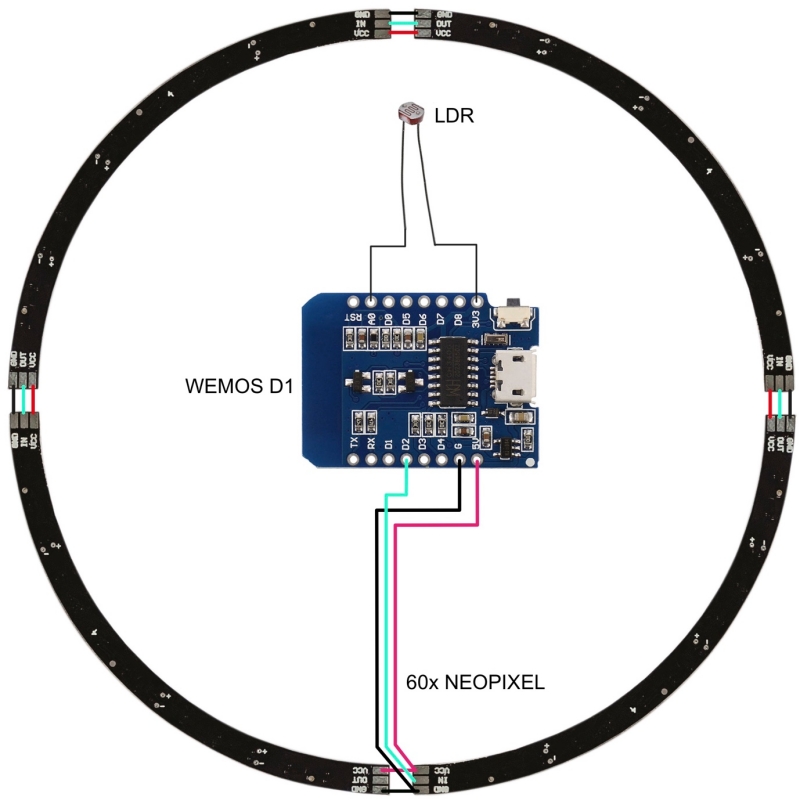 GND GND
IN OUT
VCC VCC
LDR
RST A0 D0 D5 D6 D7 D8 3V3
GND OUT VCC
VCC IN GND
WEMOS D1
GND IN VCC
VCC OUT GND
TX RX D1 D2 D3 D4 G 5V
60x NEOPIXEL
VCC VCC
OUT IN
GND GND